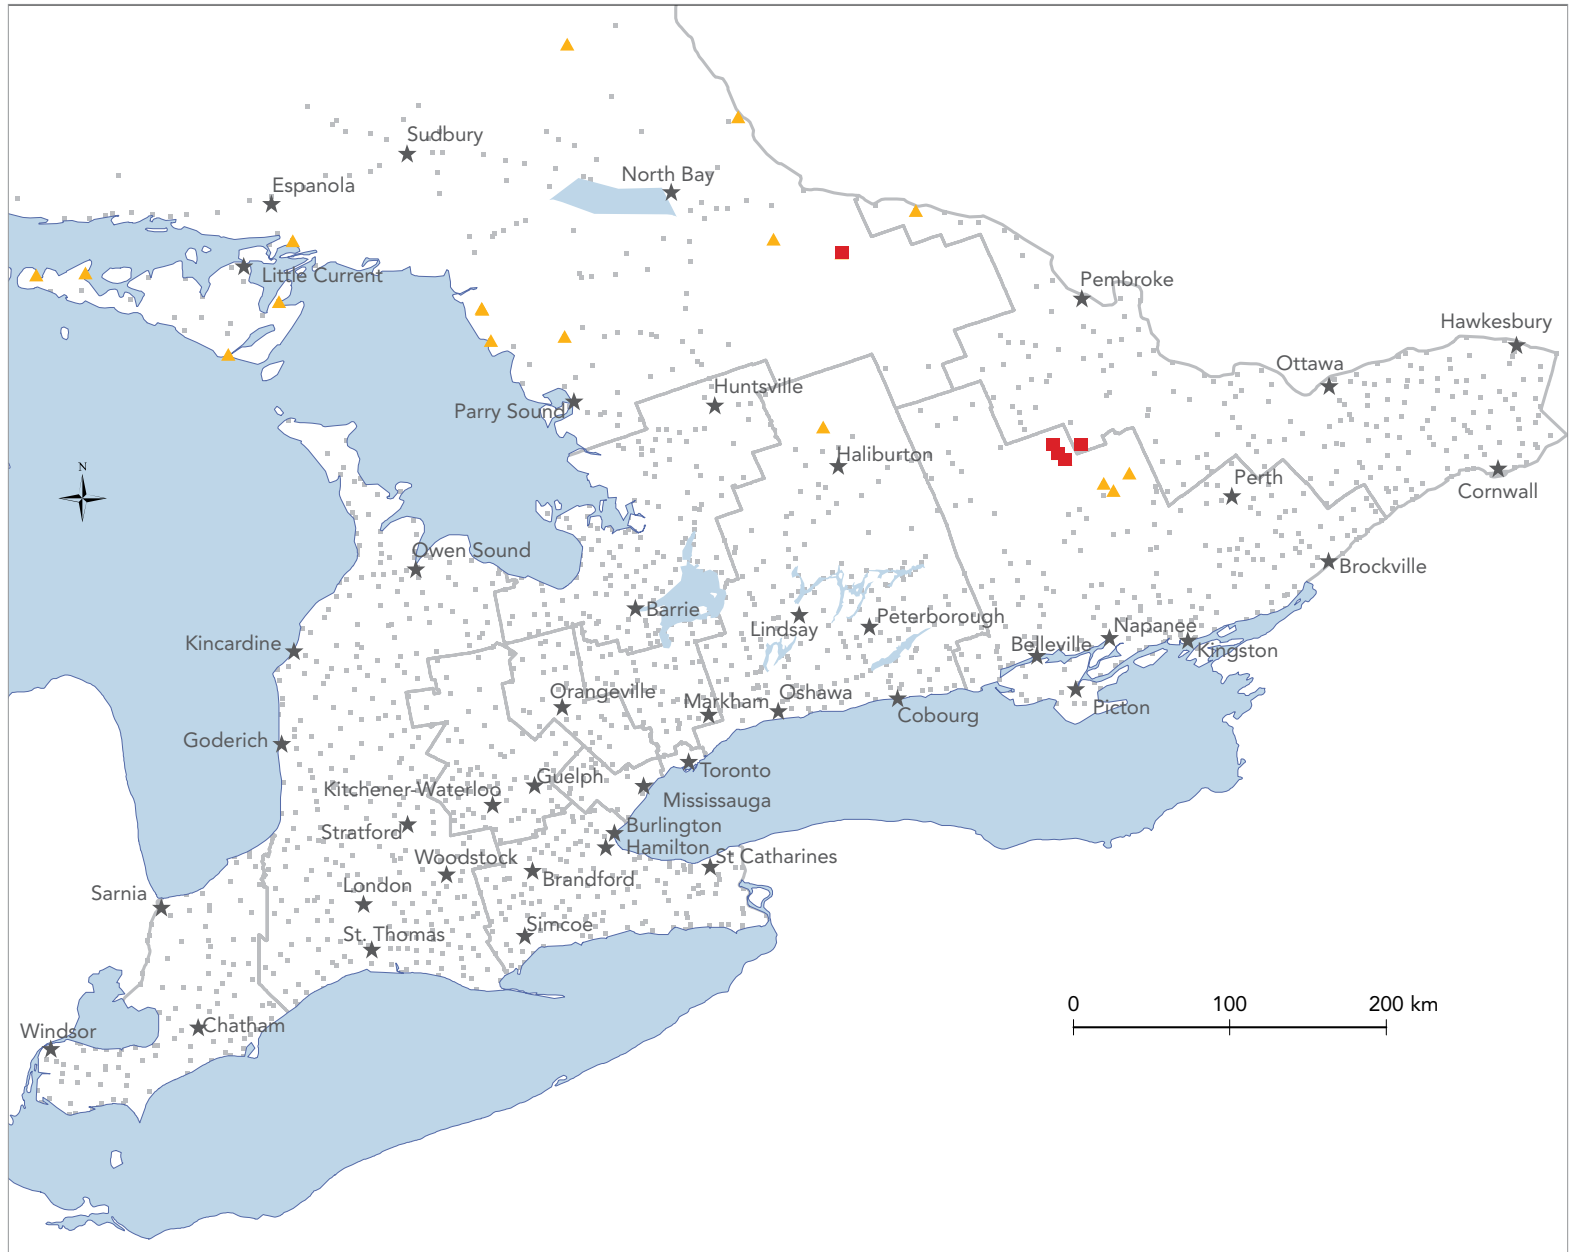 Sudbury
North Bay
Espanola
Little Current
Pembroke
Hawkesbury
Ottawa
Huntsville
Parry Sound
Haliburton
N
Perth
Cornwall
Owen Sound
Brockville
Barrie
Lindsay
Peterborough
Napanee
Belleville
Kingston
Kincardine
Orangeville
Markham
Oshawa
Cobourg
Picton
Goderich
Toronto
Guelph
Kitchener-Waterloo
Mississauga
Stratford
Burlington
Hamilton
Woodstock
St Catharines
London
Brandford
Sarnia
Simcoe
St. Thomas
0 100 200 km
Chatham
Windsor